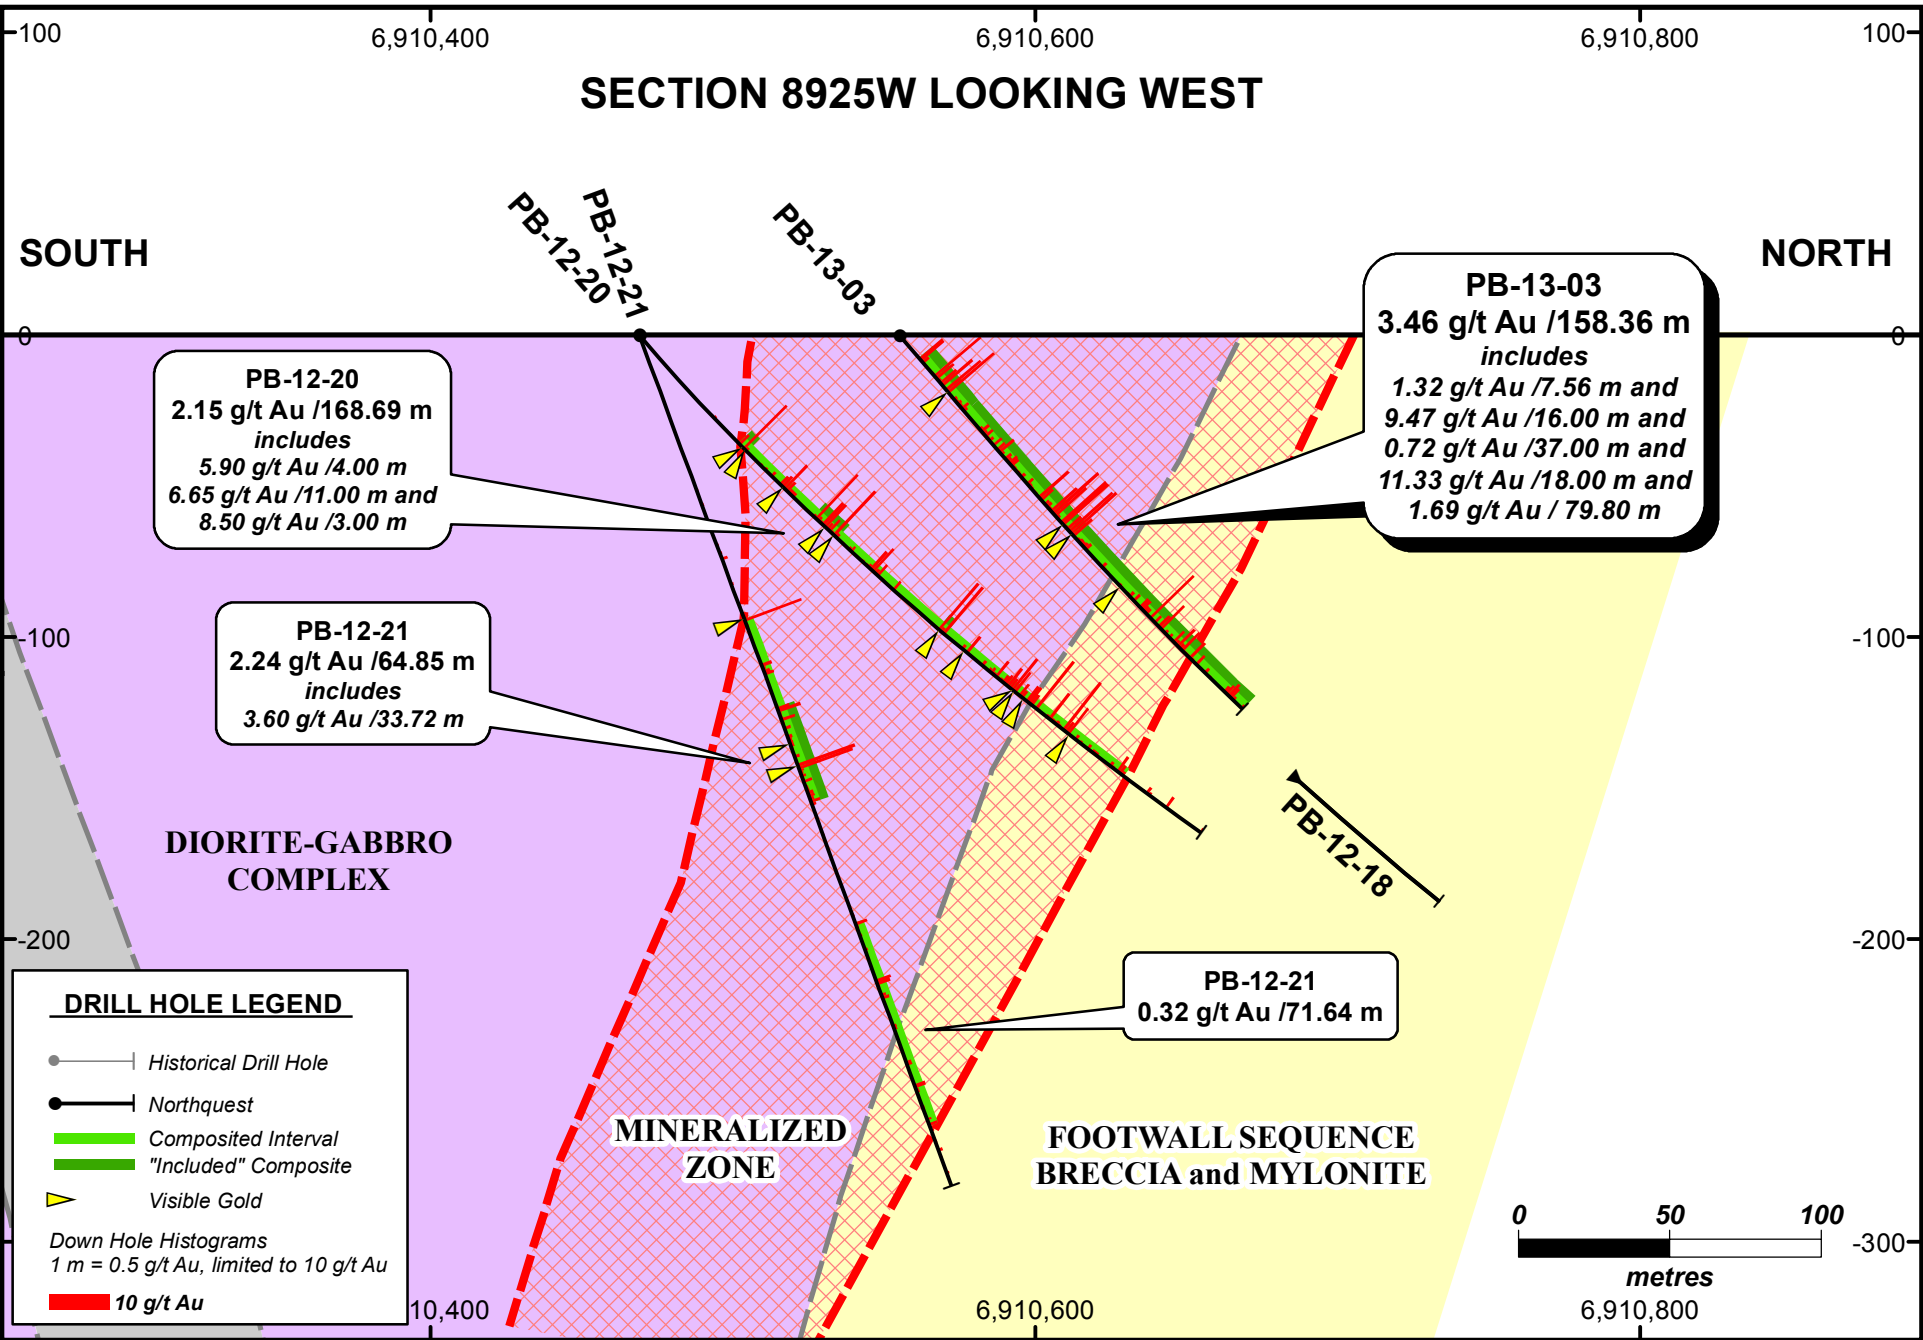 100
6,910,400
6,910,600
6,910,800
100
SECTION 8925W LOOKING WEST
SOUTH
NORTH
PB-12-20
PB-12-21
PB-13-03
0
0
PB-13-03
3.46 g/t Au /158.36 m
includes
1.32 g/t Au /7.56 m and
9.47 g/t Au /16.00 m and
0.72 g/t Au /37.00 m and
11.33 g/t Au /18.00 m and
1.69 g/t Au / 79.80 m
PB-12-20
2.15 g/t Au /168.69 m
includes
5.90 g/t Au /4.00 m
6.65 g/t Au /11.00 m and
8.50 g/t Au /3.00 m
-100
-100
PB-12-21
2.24 g/t Au /64.85 m
includes
3.60 g/t Au /33.72 m
PB-12-18
DIORITE-GABBRO
COMPLEX
-200
-200
PB-12-21
0.32 g/t Au /71.64 m
MINERALIZED
ZONE
FOOTWALL SEQUENCE
BRECCIA and MYLONITE
DRILL HOLE LEGEND
Historical Drill Hole
Northquest
Composited Interval
"Included" Composite
Visible Gold
Down Hole Histograms
1 m = 0.5 g/t Au, limited to 10 g/t Au
10 g/t Au
0 50 100
metres
-300
10,400
6,910,600
6,910,800